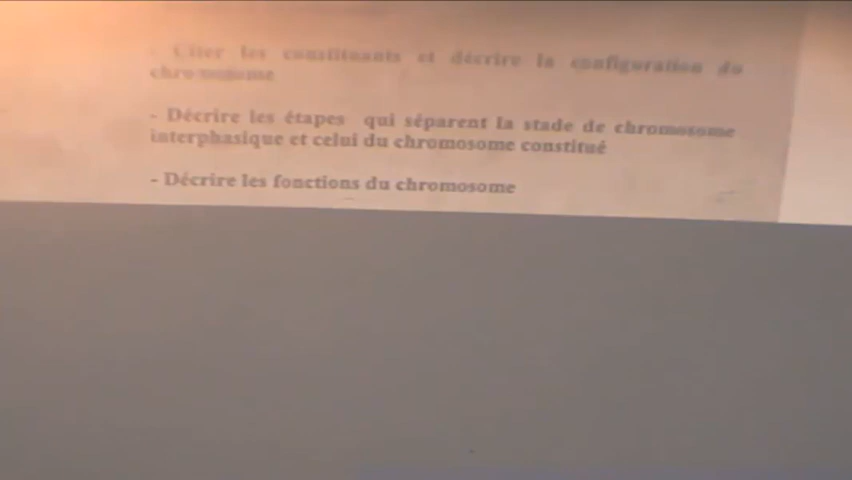 - Citer les constituants et décrire la configuration du
chromosome
- Décrire les étapes qui séparent la stade de chromosome
interphasique et celui du chromosome constitué
- Décrire les fonctions du chromosome